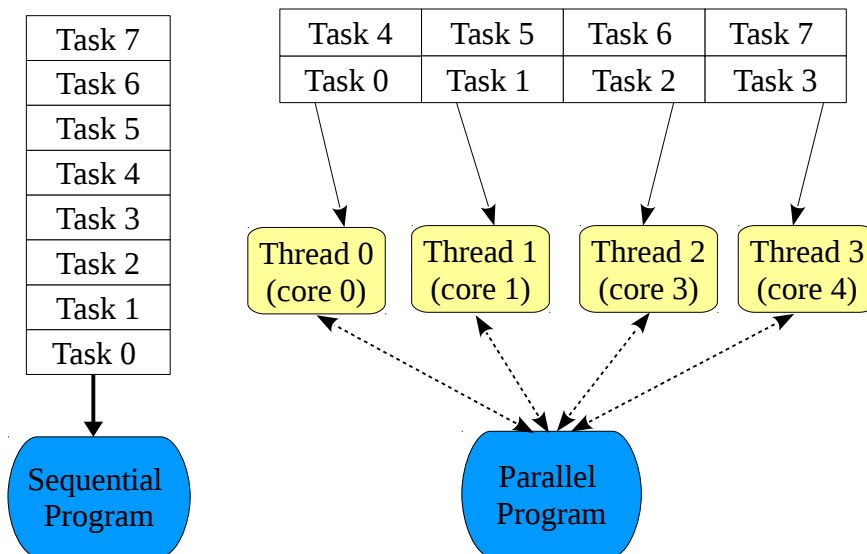 Task 7
Task 6
Task 5
Task 4
Task 3
Task 2
Task 1
Task 0
Sequential
Program
Task 4 Task 5 Task 6 Task 7
Task 0 Task 1 Task 2 Task 3
Thread 0 Thread 1 Thread 2 Thread 3
(core 0) (core 1) (core 3) (core 4)
Parallel
Program